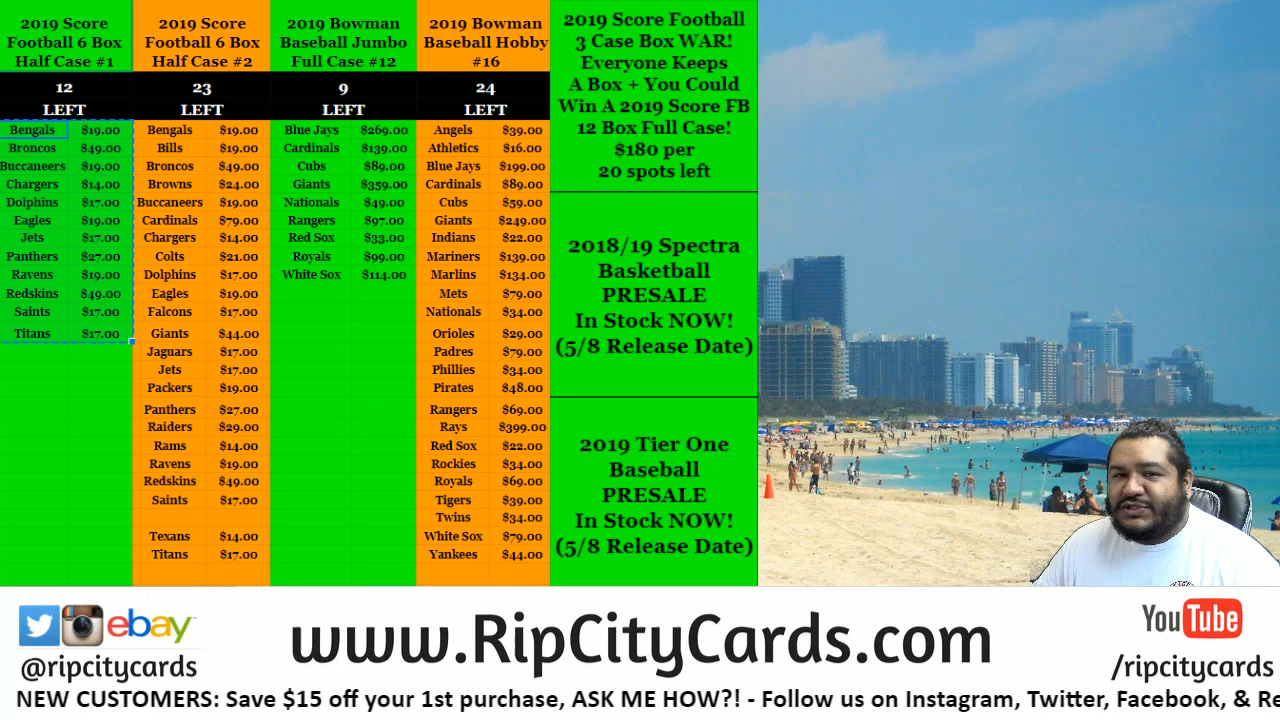 2019 Score
Football 6 Box
Half Case #1
12
LEFT
Bengals $19.00
Broncos $49.00
Buccaneers $19.00
Chargers $14.00
Dolphins $17.00
Eagles $19.00
Jets $17.00
Panthers $27.00
Ravens $19.00
Redskins $49.00
Saints $17.00
Titans $17.00
2019 Score
Football 6 Box
Half Case #2
23
LEFT
Bengals $19.00
Bills $19.00
Broncos $49.00
Browns $24.00
Buccaneers $19.00
Cardinals $79.00
Chargers $14.00
Colts $21.00
Dolphins $17.00
Eagles $19.00
Falcons $17.00
Giants $44.00
Jaguars $17.00
Jets $17.00
Packers $19.00
Panthers $27.00
Raiders $29.00
Rams $14.00
Ravens $19.00
Redskins $49.00
Saints $17.00
Texans $14.00
Titans $17.00
2019 Bowman
Baseball Jumbo
Full Case #12
9
LEFT
Blue Jays $269.00
Cardinals $139.00
Cubs $89.00
Giants $359.00
Nationals $49.00
Rangers $97.00
Red Sox $33.00
Royals $99.00
White Sox $114.00
2019 Bowman
Baseball Hobby
#16
24
LEFT
Angels $39.00
Athletics $16.00
Blue Jays $199.00
Cardinals $89.00
Cubs $59.00
Giants $249.00
Indians $22.00
Mariners $139.00
Marlins $134.00
Mets $79.00
Nationals $34.00
Orioles $29.00
Padres $79.00
Phillies $34.00
Pirates $48.00
Rangers $69.00
Rays $399.00
Red Sox $22.00
Rockies $34.00
Royals $69.00
Tigers $39.00
Twins $34.00
White Sox $79.00
Yankees $44.00
2019 Score Football
3 Case Box WAR!
Everyone Keeps
A Box + You Could
Win A 2019 Score FB
12 Box Full Case!
$180 per
20 spots left
2018/19 Spectra
Basketball
PRESALE
In Stock NOW!
(5/8 Release Date)
2019 Tier One
Baseball
PRESALE
In Stock NOW!
(5/8 Release Date)
ebay
@ripcitycards
www.RipCityCards.com
YouTube
/ripcitycards
NEW CUSTOMERS: Save $15 off your 1st purchase, ASK ME HOW?! - Follow us on Instagram, Twitter, Facebook, & Re